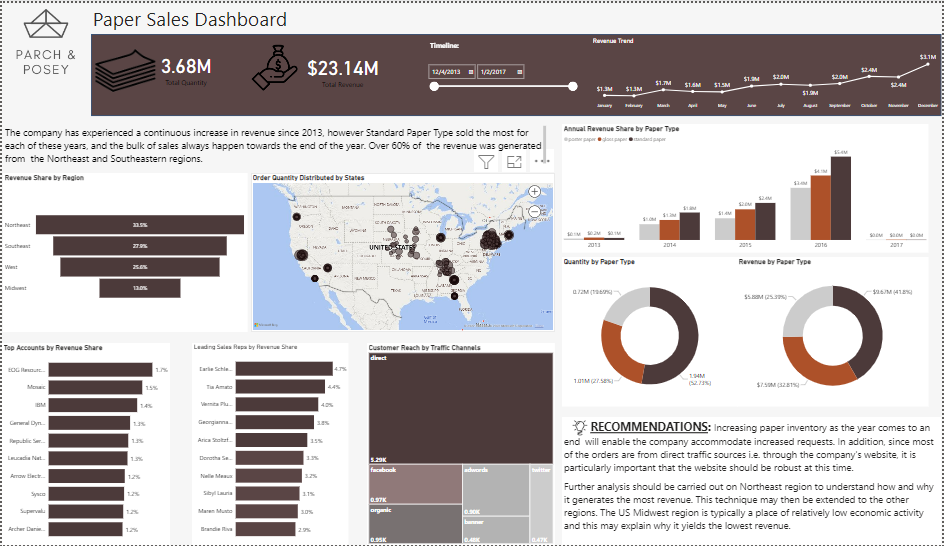 Paper Sales Dashboard
PARCH &
POSEY
3.68M
Total Quantity
$23.14M
Total Revenue
Timeline:
12/4/2013
1/2/2017
Revenue Trend
$1.3M
$1.3M
$1.7M
$1.6M
$1.5M
$1.9M
$2.0M
$1.9M
$2.0M
$2.4M
$2.4M
$3.1M
January
February
March
April
May
June
July
August
September
October
November
December
The company has experienced a continuous increase in revenue since 2013, however Standard Paper Type sold the most for
each of these years, and the bulk of sales always happen towards the end of the year. Over 60% of the revenue was generated
from the Northeast and Southeastern regions.
Revenue Share by Region
Northeast
33.5%
Southeast
27.9%
West
25.6%
Midwest
13.0%
Order Quantity Distributed by States
UNITED STATES
Gulf of
Mexico
Annual Revenue Share by Paper Type
poster paper
gloss paper
standard paper
$0.1M $0.2M $0.1M
$1.0M $1.3M $1.8M
$1.4M $2.0M $2.4M
$3.4M $4.1M $5.4M
$0.0M $0.0M $0.0M
2013
2014
2015
2016
2017
Quantity by Paper Type
0.72M (19.69%)
1.01M (27.58%)
1.94M
(52.73%)
Revenue by Paper Type
$5.88M (25.39%)
$9.67M (41.8%)
$7.59M (32.81%)
Top Accounts by Revenue Share
EOG Resourc...
1.7%
Mosaic
1.5%
IBM
1.4%
General Dyn...
1.3%
Republic Ser...
1.3%
Leucadia Nat...
1.3%
Arrow Electr...
1.2%
Sysco
1.2%
Supervalu
1.2%
Archer Danie...
1.2%
Leading Sales Reps by Revenue Share
Earlie Schle...
4.7%
Tia Amato
4.4%
Vernita Plu...
4.0%
Georgianna...
3.8%
Arica Stoltzf...
3.5%
Dorotha Se...
3.3%
Nelle Meaux
3.2%
Sibyl Lauria
3.1%
Maren Musto
3.0%
Brandie Riva
2.9%
Customer Reach by Traffic Channels
direct
5.29K
facebook
0.97K
organic
0.95K
adwords
0.90K
banner
0.48K
twitter
0.47K
RECOMMENDATIONS: Increasing paper inventory as the year comes to an
end will enable the company accommodate increased requests. In addition, since most
of the orders are from direct traffic sources i.e. through the company's website, it is
particularly important that the website should be robust at this time.
Further analysis should be carried out on Northeast region to understand how and why
it generates the most revenue. This technique may then be extended to the other
regions. The US Midwest region is typically a place of relatively low economic activity
and this may explain why it yields the lowest revenue.